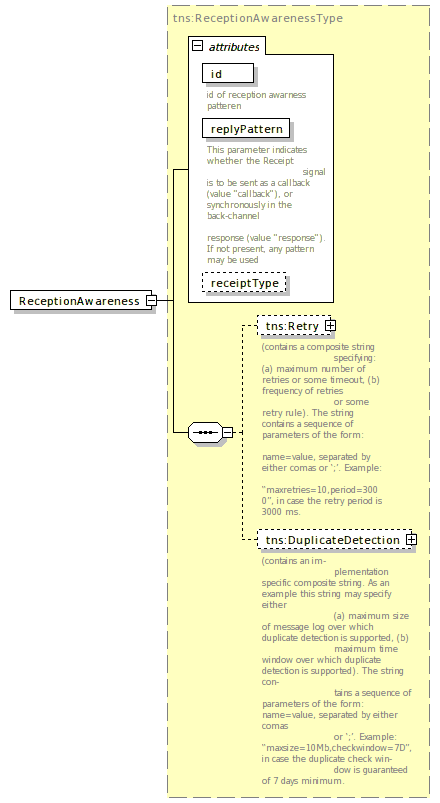 tns:ReceptionAwarenessType
attributes
id
id of reception awarness
patteren
replyPattern
This parameter indicates
whether the Receipt
signal
is to be sent as a callback
(value "callback"), or
synchronously in the
back-channel
response (value "response").
If not present, any pattern
may be used
receiptType
ReceptionAwareness
tns:Retry
(contains a composite string
specifying:
(a) maximum number of
retries or some timeout, (b)
frequency of retries
or some
retry rule). The string
contains a sequence of
parameters of the form:
name=value, separated by
either comas or ';'. Example:
"maxretries=10,period=300
0", in case the retry period is
3000 ms.
tns:DuplicateDetection
(contains an im-
plementation
specific composite string. As an
example this string may specify
either
(a) maximum size
of message log over which
duplicate detection is supported, (b)
maximum time
window over which duplicate
detection is supported). The string
con-
tains a sequence of
parameters of the form:
name=value, separated by either
comas
or ';'. Example:
"maxsize=10Mb,checkwindow=7D",
in case the duplicate check win-
dow is guaranteed
of 7 days minimum.